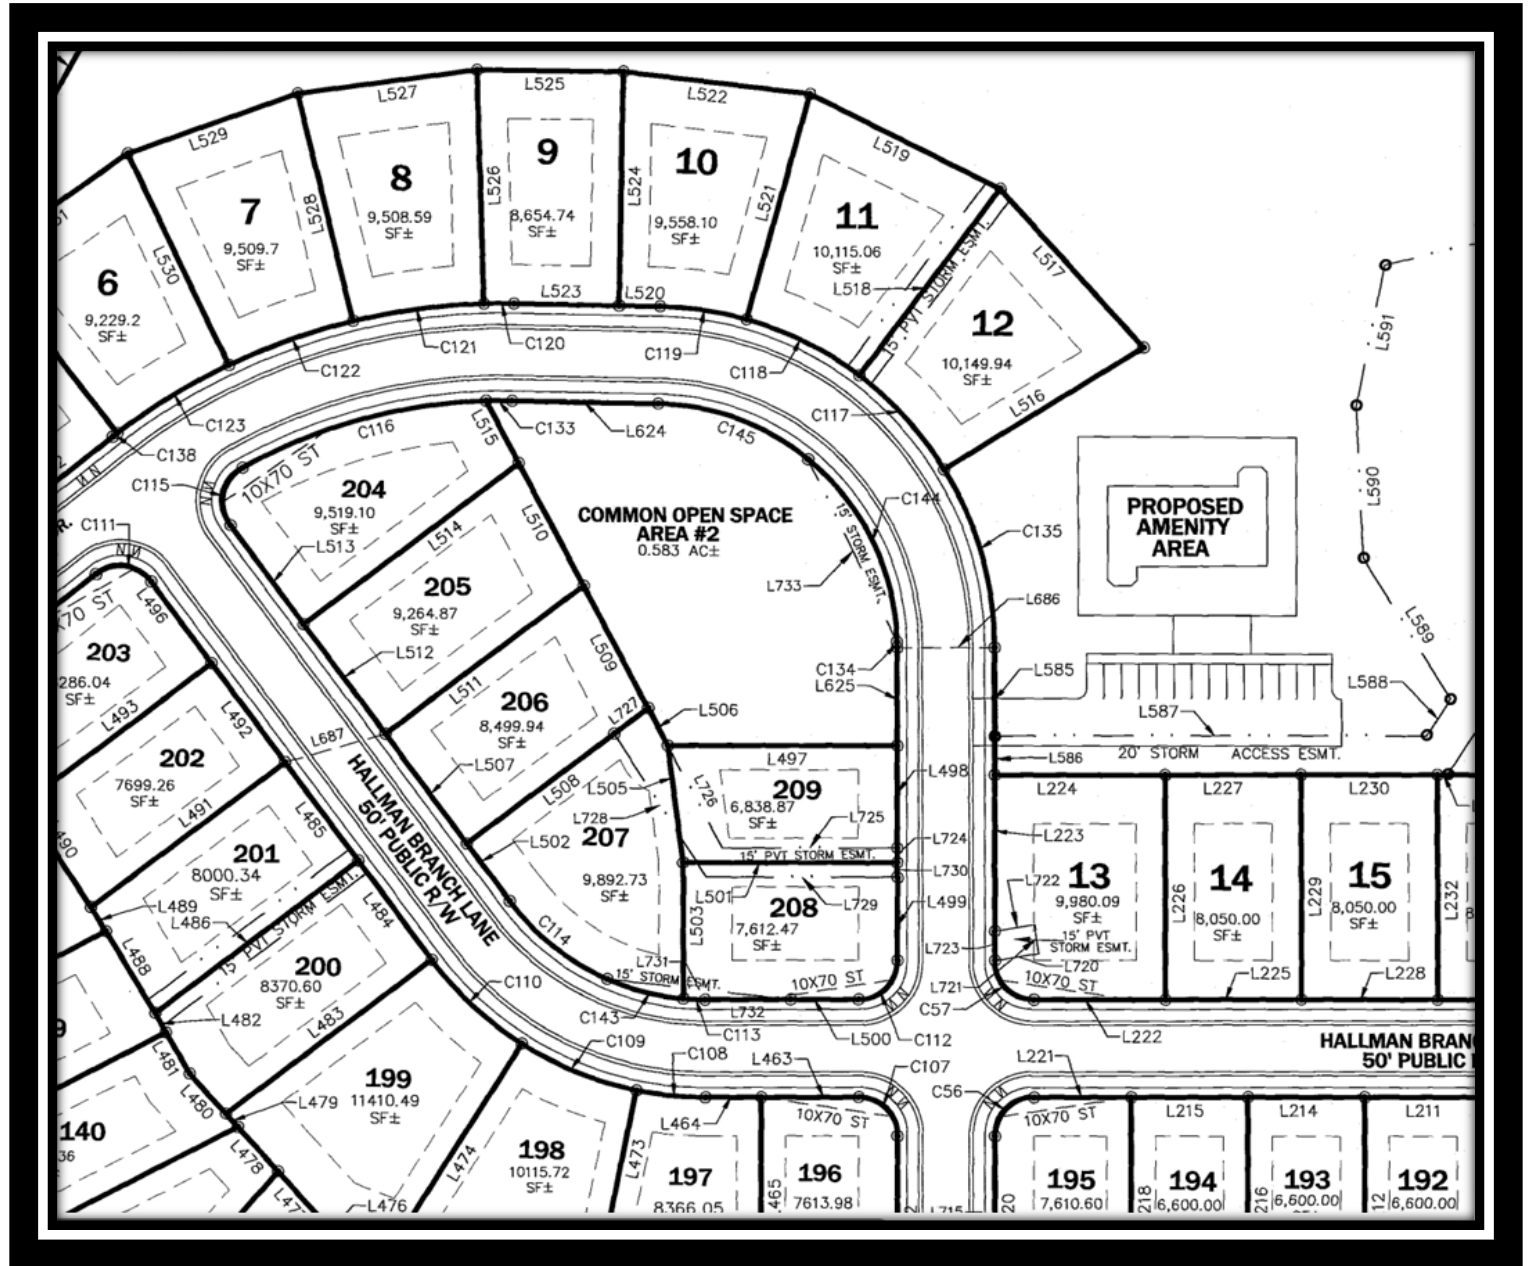 L527
L525
L522
L529
L519
7
9,509.7
SF±
L528
8
9,508.59
SF±
L526
9
8,654.74
SF±
L524
10
9,558.10
SF±
L521
11
10,115.06
SF±
L518
15' PVT STORM ESMT.
L517
12
10,149.94
SF±
L516
6
9,229.2
SF±
L530
L523
L520
C122
C121
C120
C119
C118
C117
C123
C138
C116
L515
C133
L624
C145
C115
10X70 ST
204
9,519.10
SF±
L514
L513
L510
COMMON OPEN SPACE
AREA #2
0.583 AC±
C144
15' STORM ESMT.
L733
C135
PROPOSED
AMENITY
AREA
L591
L590
L589
L588
R.
C111
L496
205
9,264.87
SF±
L512
L511
L509
L686
C134
L625
L585
L587
20' STORM ACCESS ESMT.
L586
203
286.04
SF±
L493
L492
206
8,499.94
SF±
L727
L506
L507
L687
HALLMAN BRANCH LANE
50' PUBLIC R/W
202
7699.26
SF±
L491
L485
L508
L505
L728
L502
207
9,892.73
SF±
L497
L726
209
6,838.87
SF±
L725
L498
L724
15' PVT STORM ESMT.
L730
L501
L729
L499
L503
208
7,612.47
SF±
L224
L227
L230
L223
L722
13
9,980.09
SF±
15' PVT
STORM ESMT.
L723
L720
L721
C57
10X70 ST
L226
14
8,050.00
SF±
L229
15
8,050.00
SF±
L232
L225
L228
L222
201
8000.34
SF±
L489
L486
15' PVT STORM ESMT.
L484
L488
200
8370.60
SF±
L483
L482
L481
L480
L479
C114
C110
L731
15' STORM ESMT.
10X70 ST
C143
L732
C113
L500
C112
C109
C108
L463
C107
L221
C56
HALLMAN BRAN
50' PUBLIC
199
11410.49
SF±
L478
L476
140
36
L474
198
10115.72
SF±
L473
L464
197
8366.05
10X70 ST
196
7613.98
10X70 ST
L215
L214
L211
195
7,610.60
194
6,600.00
193
6,600.00
192
6,600.00